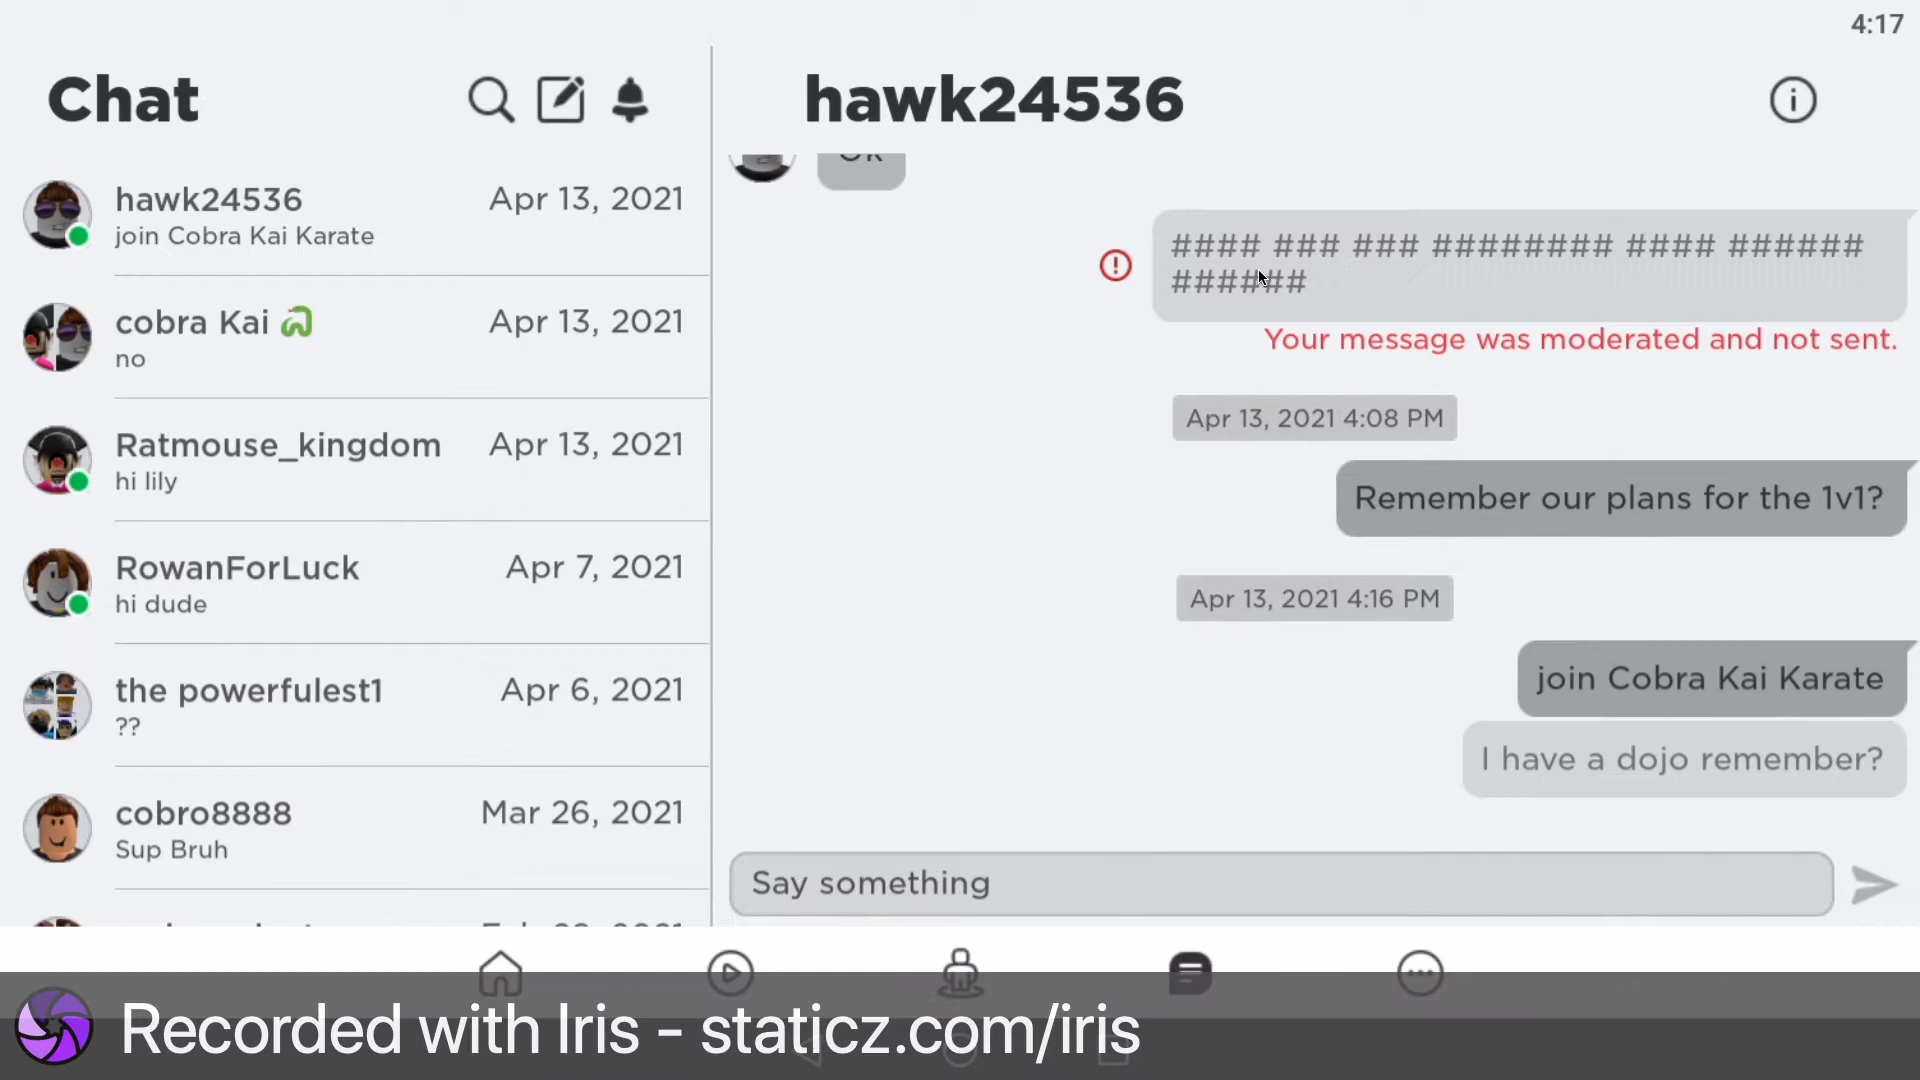 4:17
Chat
hawk24536
Apr 13, 2021
join Cobra Kai Karate
cobra Kai 🐍
Apr 13, 2021
no
Ratmouse_kingdom
Apr 13, 2021
hi lily
RowanForLuck
Apr 7, 2021
hi dude
the powerfulest1
Apr 6, 2021
??
cobro8888
Mar 26, 2021
Sup Bruh
hawk24536
Ok
#### ### ### ######## #### ######
######
Your message was moderated and not sent.
Apr 13, 2021 4:08 PM
Remember our plans for the 1v1?
Apr 13, 2021 4:16 PM
join Cobra Kai Karate
I have a dojo remember?
Say something
Recorded with Iris - staticz.com/iris